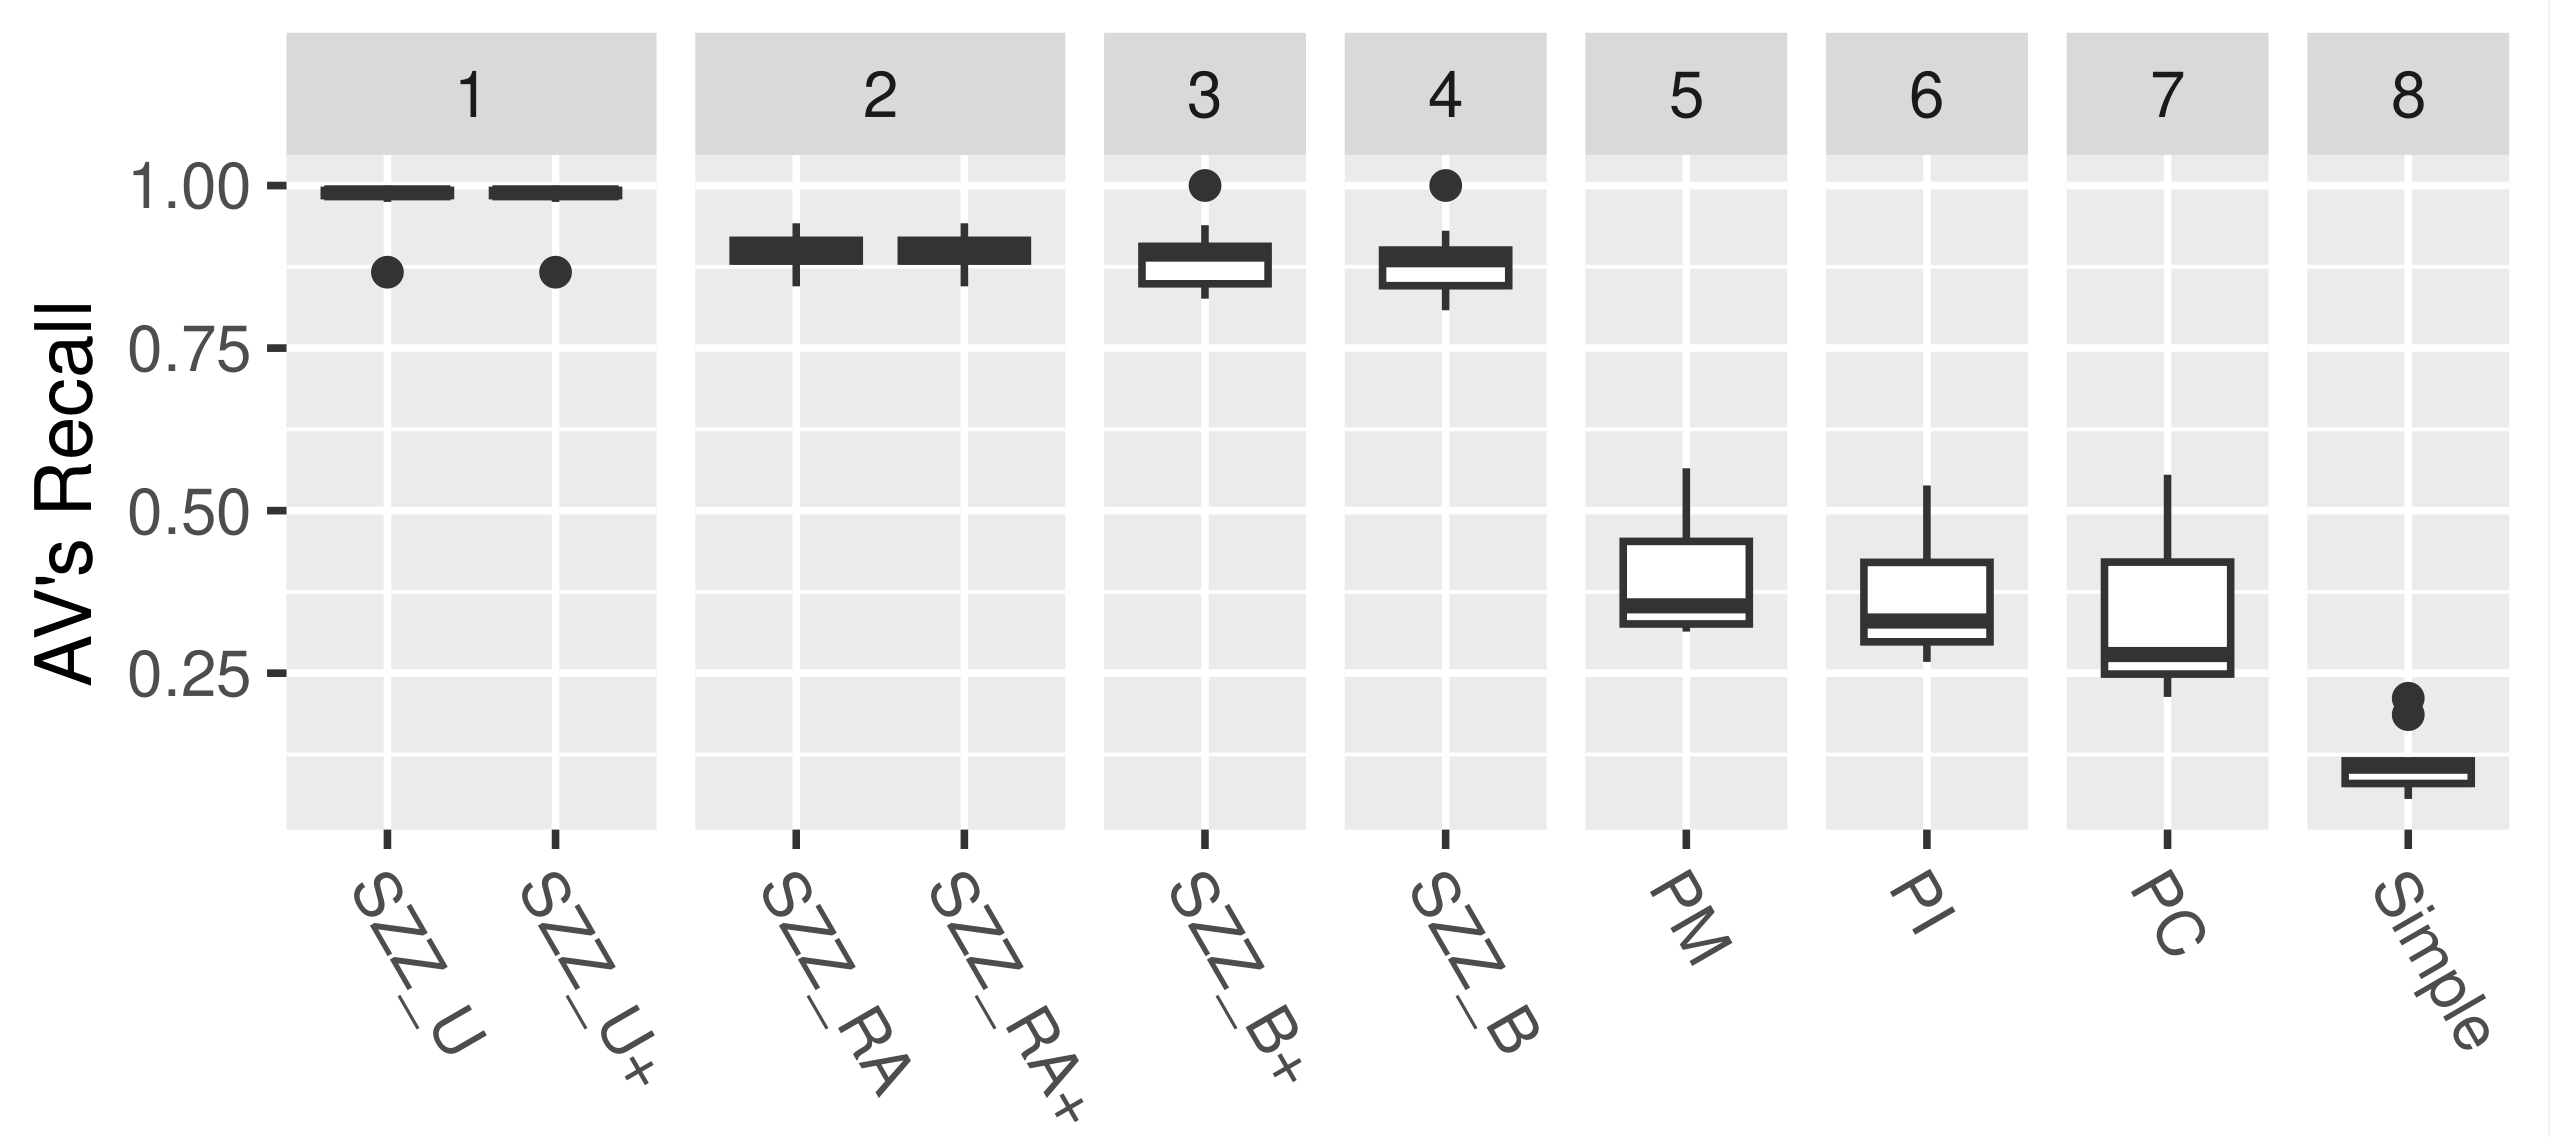 1 2 3 4 5 6 7 8
AV's Recall
1.00
0.75
0.50
0.25
SZZ_U SZZ_U+ SZZ_RA SZZ_RA+ SZZ_B+ SZZ_B PM PI PC Simple